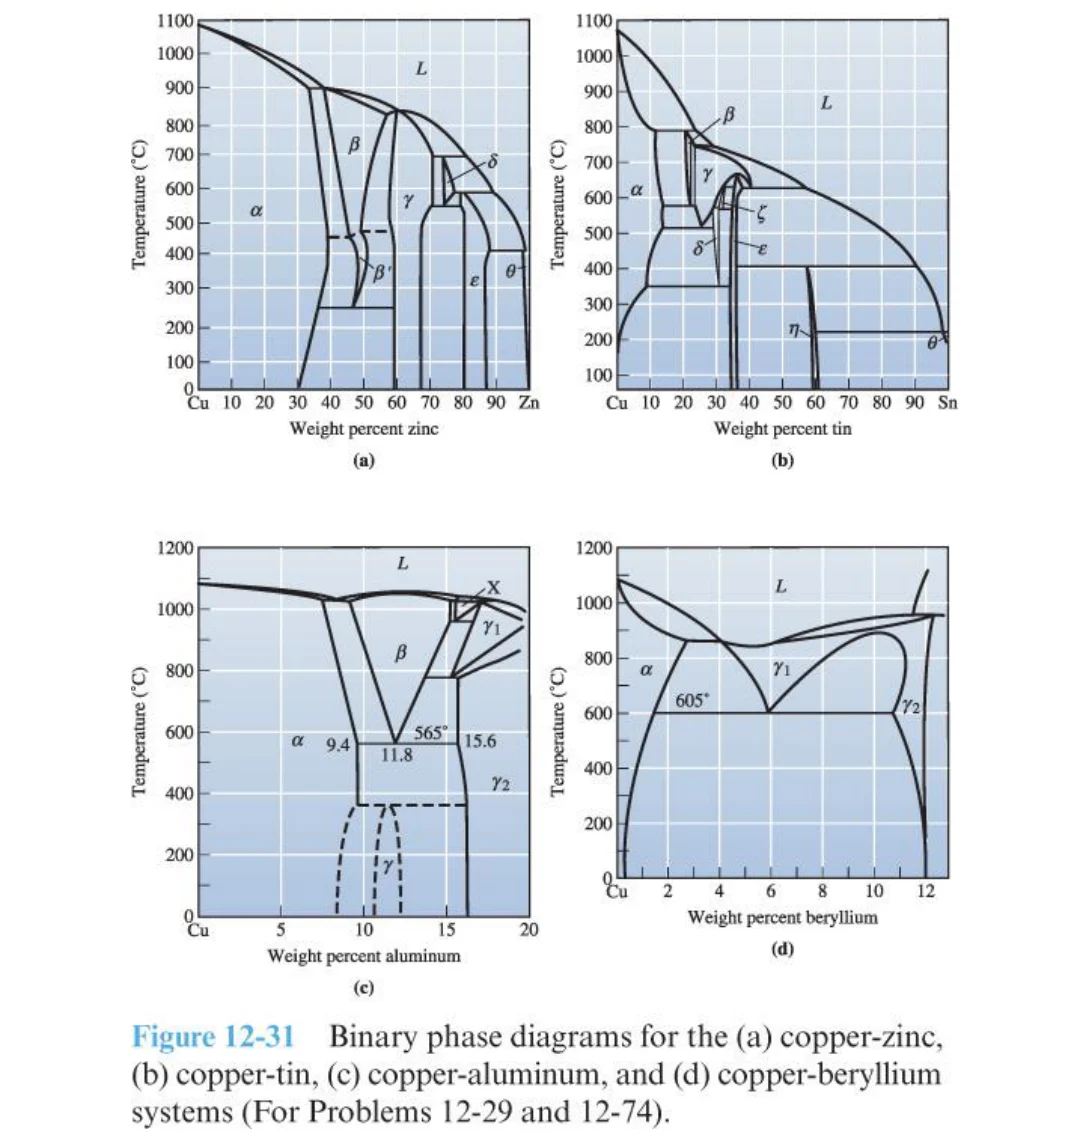 1100
1000
900
800
700
600
500
400
300
200
100
0
Temperature (°C)
L
β
δ
γ
α
β'
ε
θ
Cu 10 20 30 40 50 60 70 80 90 Zn
Weight percent zinc
(a)
1100
1000
900
800
700
600
500
400
300
200
100
Temperature (°C)
L
β
γ
α
ζ
δ
ε
η
θ
Cu 10 20 30 40 50 60 70 80 90 Sn
Weight percent tin
(b)
1200
1000
800
600
400
200
0
Temperature (°C)
L
X
γ1
β
α
9.4
565°
11.8
15.6
γ2
γ
Cu 5 10 15 20
Weight percent aluminum
(c)
1200
1000
800
600
400
200
0
Temperature (°C)
L
α
γ1
605°
γ2
Cu 2 4 6 8 10 12
Weight percent beryllium
(d)
Figure 12-31 Binary phase diagrams for the (a) copper-zinc,
(b) copper-tin, (c) copper-aluminum, and (d) copper-beryllium
systems (For Problems 12-29 and 12-74).